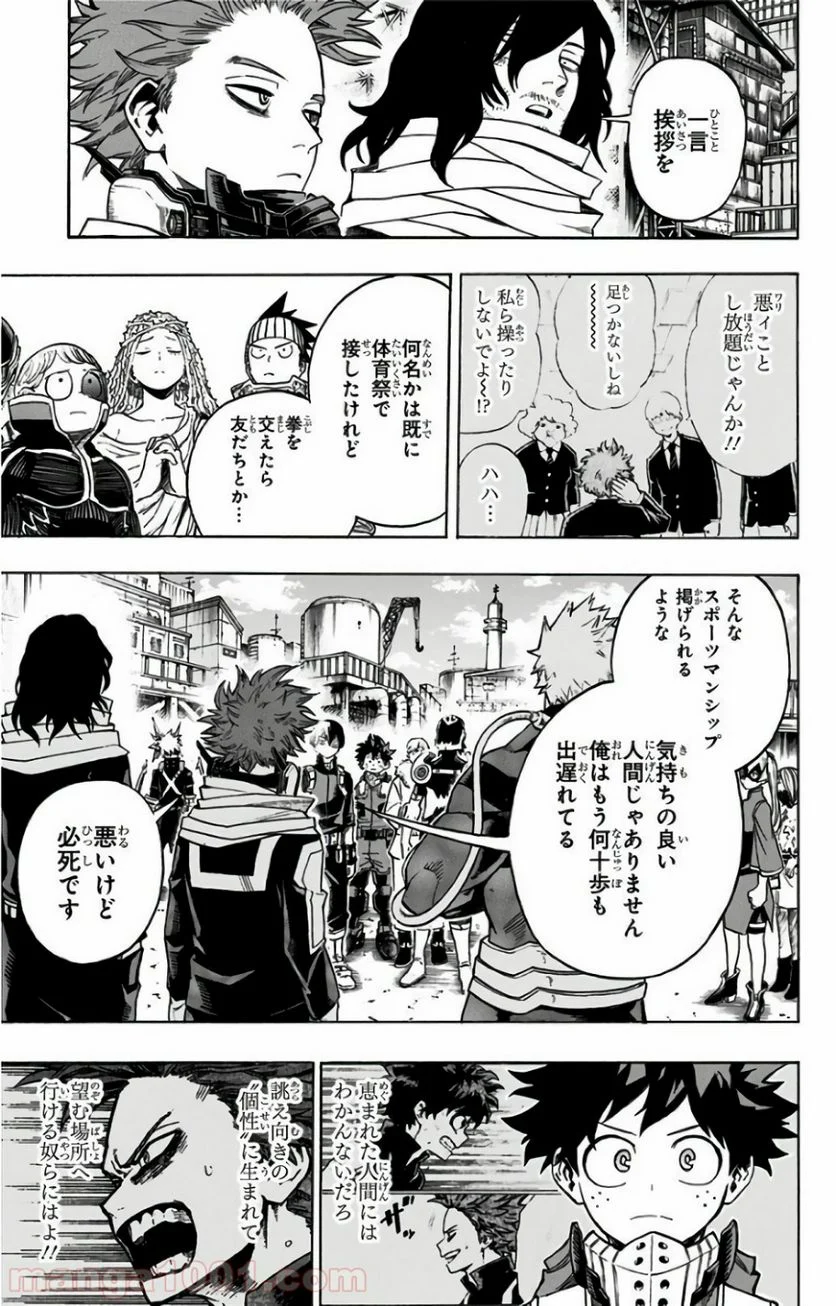 一言
挨拶を
悪ィこと
し放題じゃんか!!
足つかないしね
〜〜〜
私ら操ったり
しないでよ〜!?
ハハ…
何名かは既に
体育祭で
接したけれど
拳を
交えたら
友だちとか…
そんな
スポーツマンシップ
掲げられる
ような
気持ちの良い
人間じゃありません
俺はもう何十歩も
出遅れてる
悪いけど
必死です
恵まれた人間には
わかんないだろ
ザッ
誂え向きの
〝個性〟に生まれて
望む場所へ
行ける奴らにはよ!!
manga1001.com